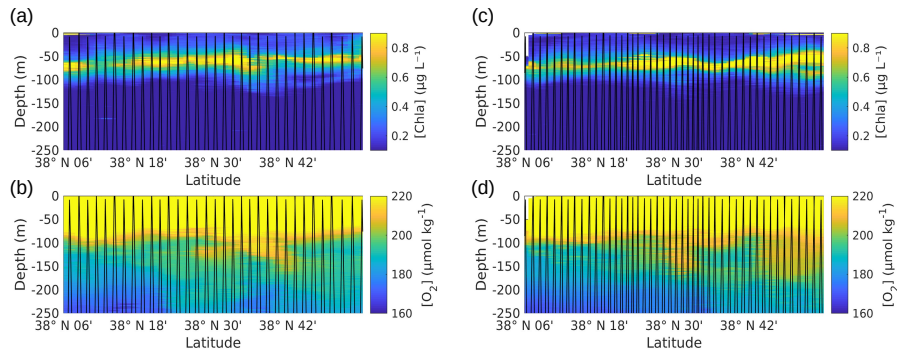 (a)
0
-50
-100
-150
-200
-250
Depth (m)
38° N 06'
38° N 18'
38° N 30'
38° N 42'
Latitude
0.8
0.6
0.4
0.2
[Chla] (μg L⁻¹)
(c)
0
-50
-100
-150
-200
-250
Depth (m)
38° N 06'
38° N 18'
38° N 30'
38° N 42'
Latitude
0.8
0.6
0.4
0.2
[Chla] (μg L⁻¹)
(b)
0
-50
-100
-150
-200
-250
Depth (m)
38° N 06'
38° N 18'
38° N 30'
38° N 42'
Latitude
220
200
180
160
[O₂] (μmol kg⁻¹)
(d)
0
-50
-100
-150
-200
-250
Depth (m)
38° N 06'
38° N 18'
38° N 30'
38° N 42'
Latitude
220
200
180
160
[O₂] (μmol kg⁻¹)